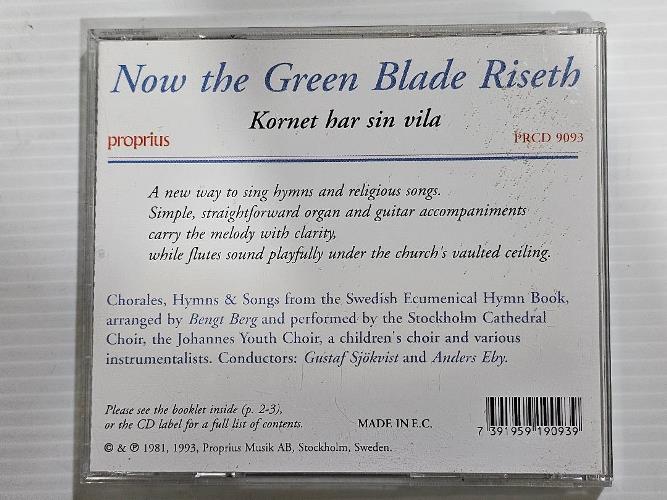 Now the Green Blade Riseth
Kornet har sin vila
proprius
PRCD 9093
A new way to sing hymns and religious songs.
Simple, straightforward organ and guitar accompaniments
carry the melody with clarity,
while flutes sound playfully under the church's vaulted ceiling.
Chorales, Hymns & Songs from the Swedish Ecumenical Hymn Book,
arranged by Bengt Berg and performed by the Stockholm Cathedral
Choir, the Johannes Youth Choir, a children's choir and various
instrumentalists. Conductors: Gustaf Sjökvist and Anders Eby.
Please see the booklet inside (p. 2-3),
or the CD label for a full list of contents.
MADE IN E.C.
7 391959 190939
© & ℗ 1981, 1993, Proprius Musik AB, Stockholm, Sweden.